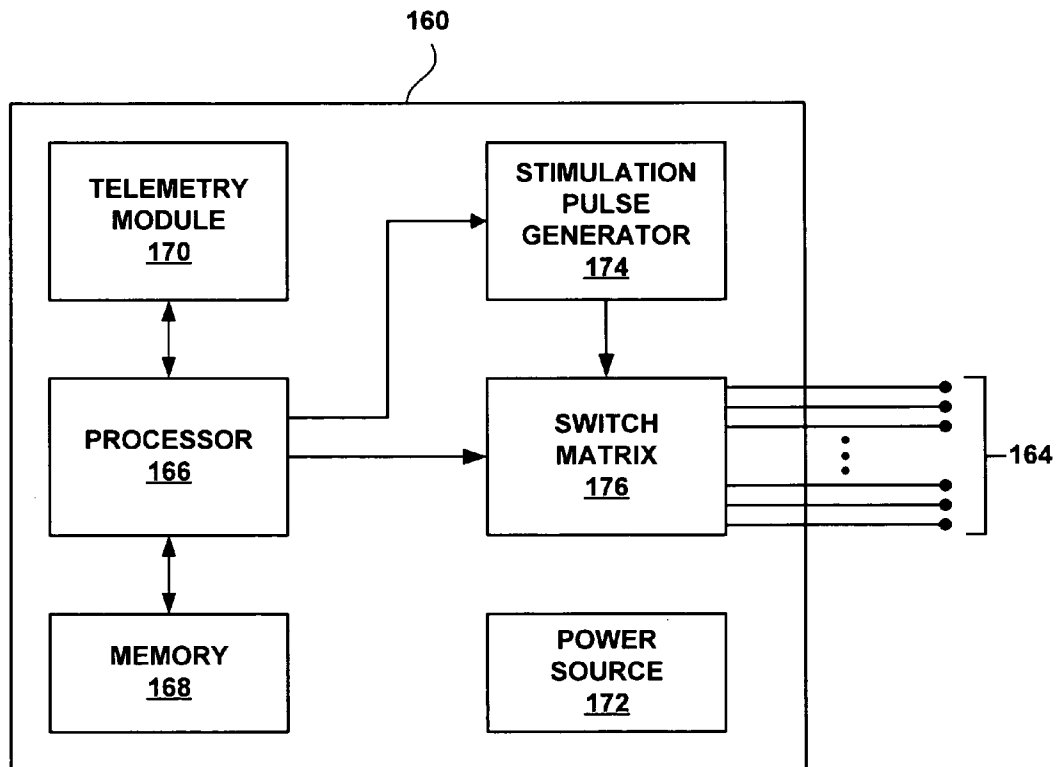 160
TELEMETRY
MODULE
170
STIMULATION
PULSE
GENERATOR
174
PROCESSOR
166
SWITCH
MATRIX
176
164
MEMORY
168
POWER
SOURCE
172